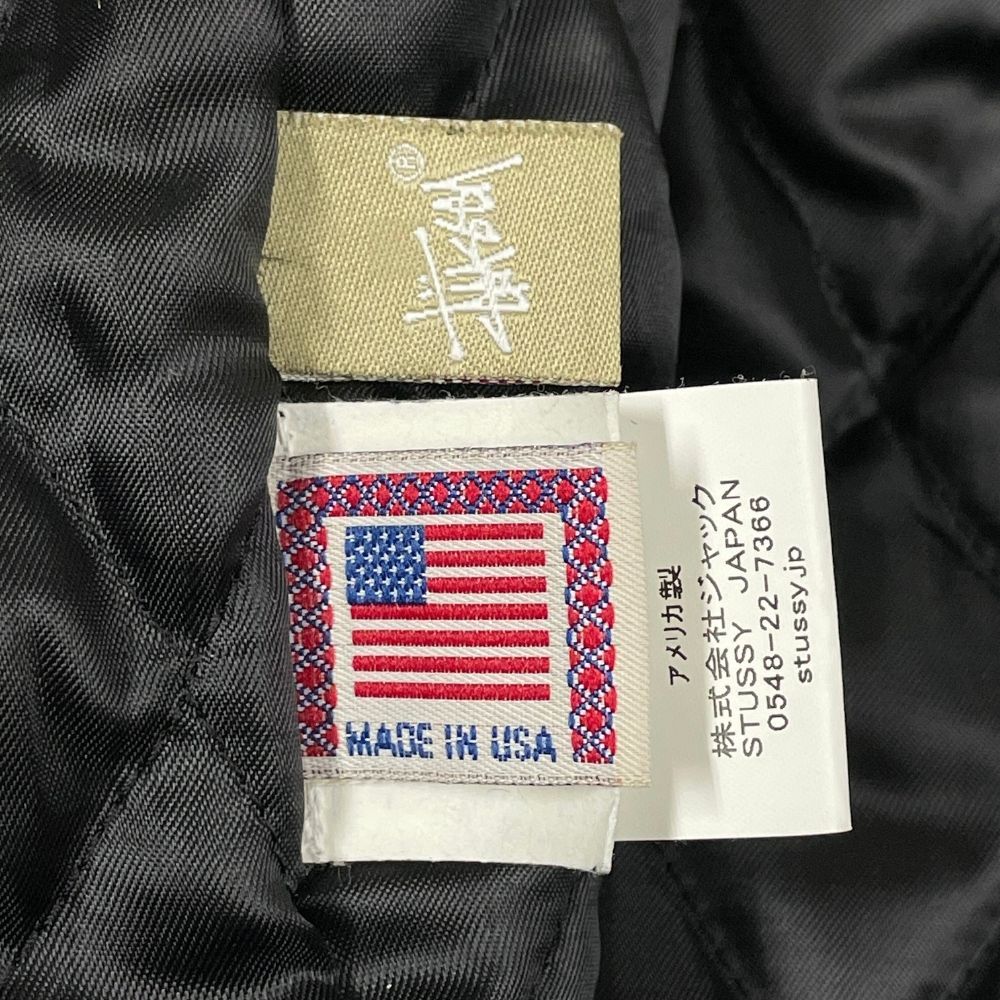 Stüssy ®
MADE IN USA
アメリカ製
株式会社ジャック
STUSSY JAPAN
0548-22-7366
stussy.jp